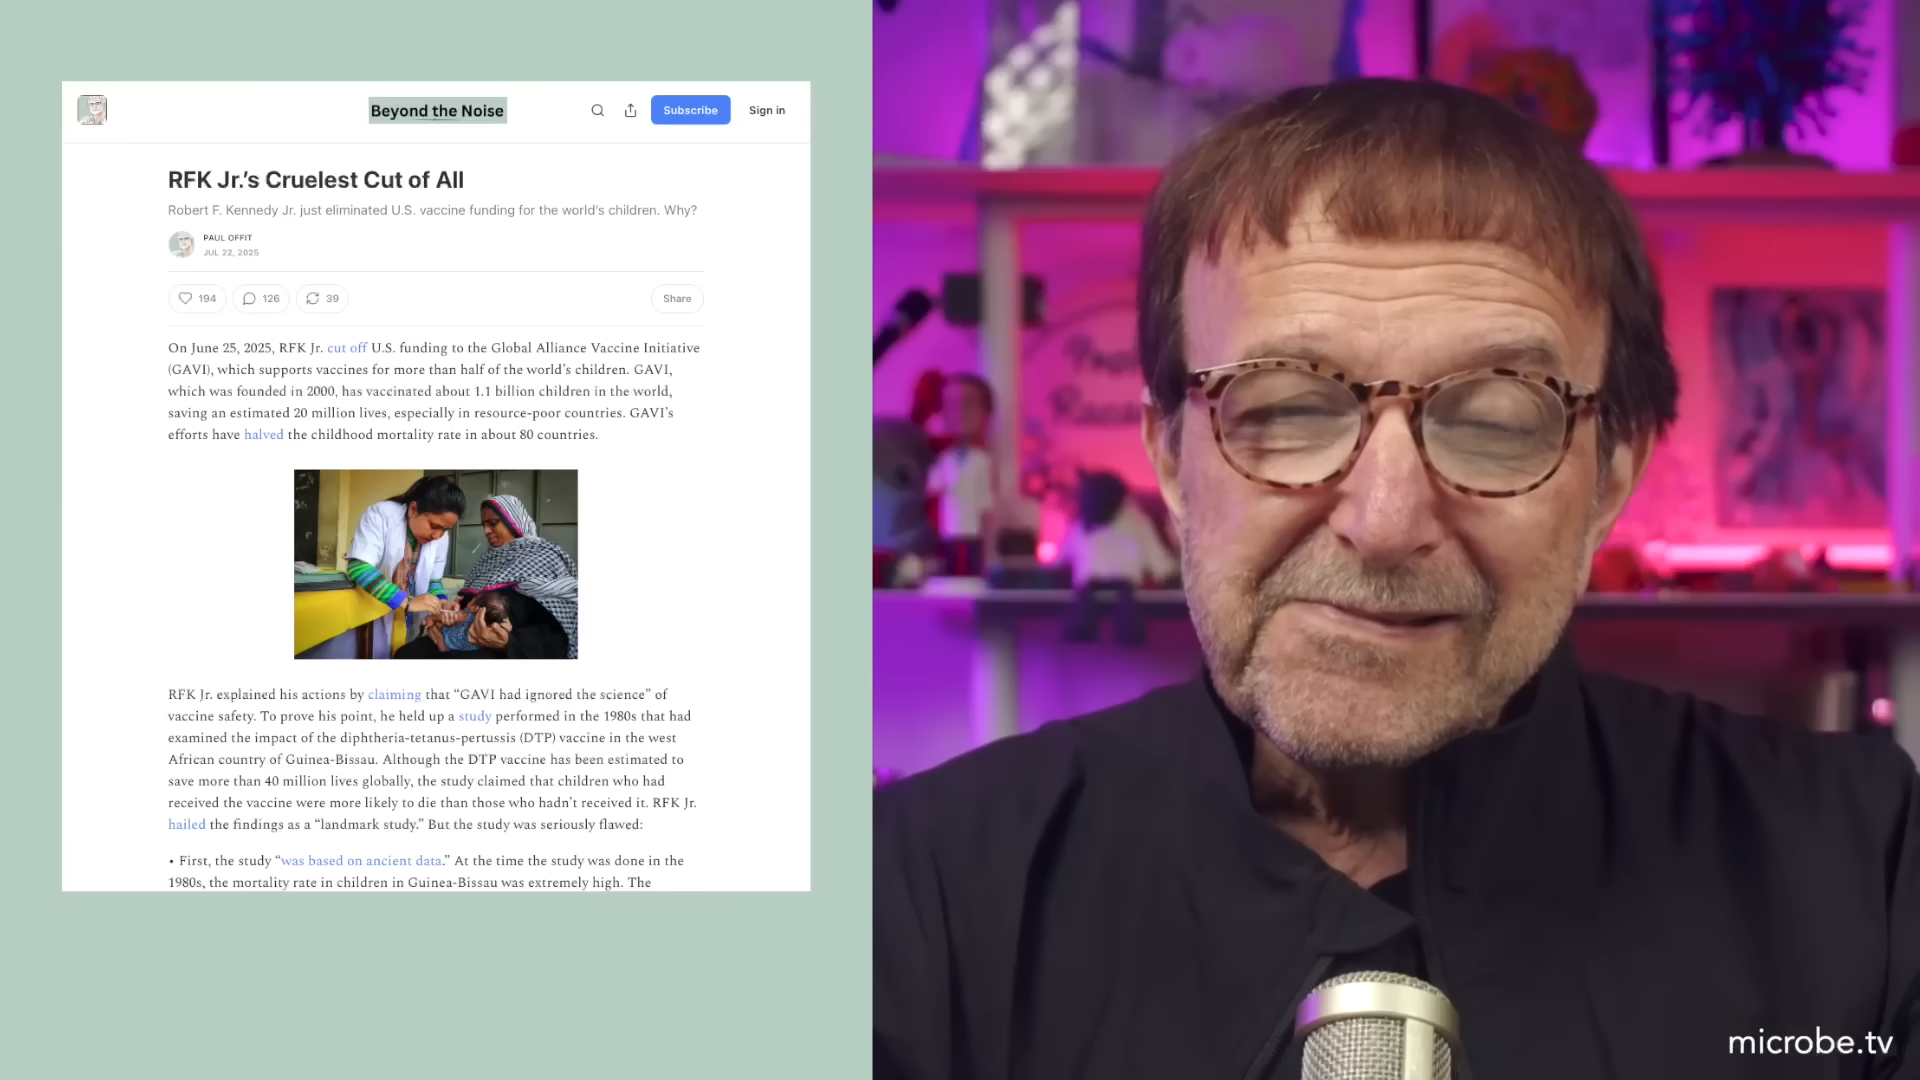 Beyond the Noise
Subscribe
Sign in
RFK Jr.’s Cruelest Cut of All
Robert F. Kennedy Jr. just eliminated U.S. vaccine funding for the world’s children. Why?
PAUL OFFIT
JUL 22, 2025
194
126
39
Share
On June 25, 2025, RFK Jr. cut off U.S. funding to the Global Alliance Vaccine Initiative
(GAVI), which supports vaccines for more than half of the world’s children. GAVI,
which was founded in 2000, has vaccinated about 1.1 billion children in the world,
saving an estimated 20 million lives, especially in resource-poor countries. GAVI’s
efforts have halved the childhood mortality rate in about 80 countries.
RFK Jr. explained his actions by claiming that “GAVI had ignored the science” of
vaccine safety. To prove his point, he held up a study performed in the 1980s that had
examined the impact of the diphtheria-tetanus-pertussis (DTP) vaccine in the west
African country of Guinea-Bissau. Although the DTP vaccine has been estimated to
save more than 40 million lives globally, the study claimed that children who had
received the vaccine were more likely to die than those who hadn’t received it. RFK Jr.
hailed the findings as a “landmark study.” But the study was seriously flawed:
• First, the study “was based on ancient data.” At the time the study was done in the
1980s, the mortality rate in children in Guinea-Bissau was extremely high. The
microbe.tv